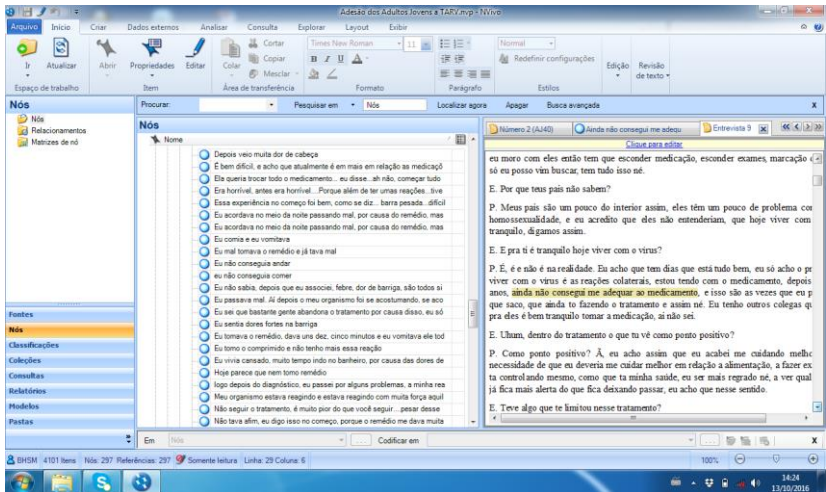 Adesão dos Adultos Jovens a TARV.nvp - NVivo
Arquivo Início Criar Dados externos Analisar Consulta Explorar Layout Exibir
Ir Atualizar Abrir Propriedades Editar Colar Cortar Copiar Mesclar Times New Roman 11 Normal Redefinir configurações Edição Revisão de texto
Espaço de trabalho Item Área de transferência Formato Parágrafo Estilos
Nós Procurar: Pesquisar em Nós Localizar agora Apagar Busca avançada X
Nós
Relacionamentos
Matrizes de nó
Fontes
Nós
Classificações
Coleções
Consultas
Relatórios
Modelos
Pastas
Nós
Nome
Depois veio muita dor de cabeça
É bem difícil, e acho que atualmente é em mais em relação as medicaçõ
Ela queria trocar todo o medicamento... eu disse...ah não, começar tudo
Era horrível, antes era horrível....Porque além de ter umas reações...tive
Essa experiência no começo foi bem, como se diz... barra pesada...difícil
Eu acordava no meio da noite passando mal, por causa do remédio, mas
Eu acordava no meio da noite passando mal, por causa do remédio, mas
Eu comia e eu vomitava
Eu mal tomava o remédio e já tava mal
Eu não conseguia andar
eu não conseguia comer
Eu não sabia, depois que eu associei, febre, dor de barriga, são todos si
Eu passava mal. Aí depois o meu organismo foi se acostumando, se aco
Eu sei que bastante gente abandona o tratamento por causa disso, eu só
Eu sentia dores fortes na barriga
Eu tomava o remédio, dava uns dez, cinco minutos e eu vomitava ele tod
Eu tomo o comprimido e não tenho mais essa reação
Eu vivia cansado, muito tempo indo no banheiro, por causa das dores de
Hoje parece que nem tomo remédio
logo depois do diagnóstico, eu passei por alguns problemas, a minha rea
Meu organismo estava reagindo e estava reagindo com muita força aquil
Não seguir o tratamento, é muito pior do que você seguir....pesar desse
Não tava afim, eu digo isso no começo, porque o remédio me dava muita
Número 2 (AJ40) Ainda não consegui me adequ Entrevista 9
Clique para editar
eu moro com eles então tem que esconder medicação, esconder exames, marcação
só eu posso vim buscar, tem tudo isso né.
E. Por que teus pais não sabem?
P. Meus pais são um pouco do interior assim, eles têm um pouco de problema con
homossexualidade, e eu acredito que eles não entenderiam, que hoje viver com
tranquilo, digamos assim.
E. E pra ti é tranquilo hoje viver com o vírus?
P. É, é e não é na realidade. Eu acho que tem dias que está tudo bem, eu só acho o pr
viver com o vírus é as reações colaterais, estou tendo com o medicamento, depois
anos, ainda não consegui me adequar ao medicamento, e isso são as vezes que eu p
que saco, que ainda to fazendo o tratamento e assim né. Eu tenho outros colegas qu
pra eles é bem tranquilo tomar a medicação, aí não sei.
E. Uhum, dentro do tratamento o que tu vê como ponto positivo?
P. Como ponto positivo? Ã, eu acho assim que eu acabei me cuidando melho
necessidade de que eu deveria me cuidar melhor em relação a alimentação, a fazer ex
ta controlando mesmo, como que ta minha saúde, eu ser mais regrado né, a ver qual
já fica mais alerta do que fica deixando passar, eu acho que nesse sentido.
E. Teve algo que te limitou nesse tratamento?
Em Nós Codificar em X
BHSM 4101 Itens Nós: 297 Referências: 297 Somente leitura Linha: 29 Coluna: 6 100%
14:24
13/10/2016